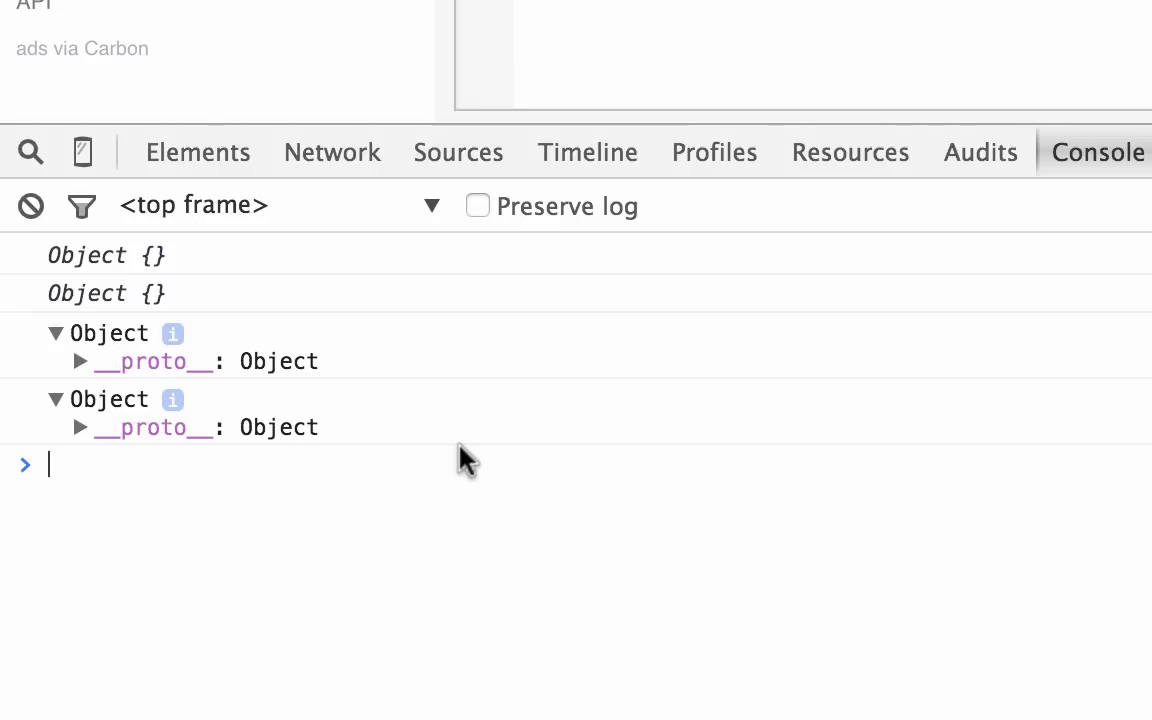 API
ads via Carbon
Elements Network Sources Timeline Profiles Resources Audits Console
<top frame> ▼ Preserve log
Object {}
Object {}
▼ Object i
▶ __proto__: Object
▼ Object i
▶ __proto__: Object
>